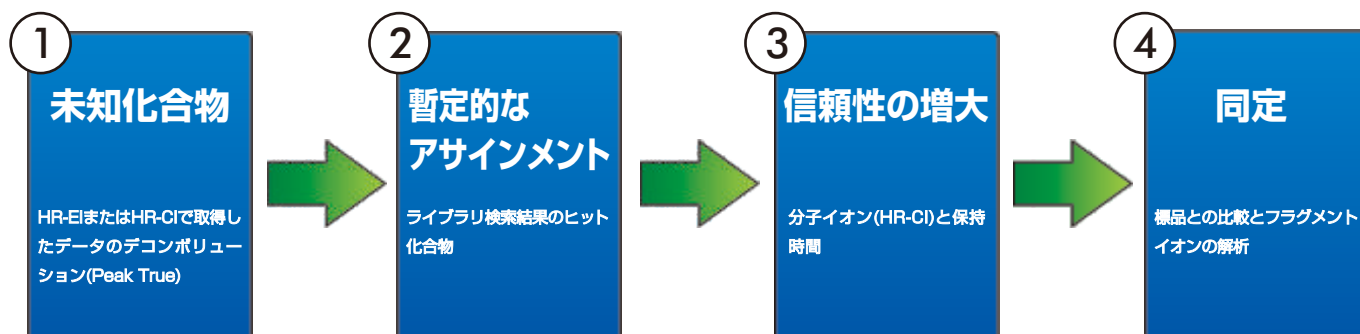 1
未知化合物
HR-EIまたはHR-CIで取得し
たデータのデコンボリュー
ション(Peak True)
2
暫定的な
アサインメント
ライブラリ検索結果のヒット
化合物
3
信頼性の増大
分子イオン(HR-CI)と保持
時間
4
同定
標品との比較とフラグメント
イオンの解析